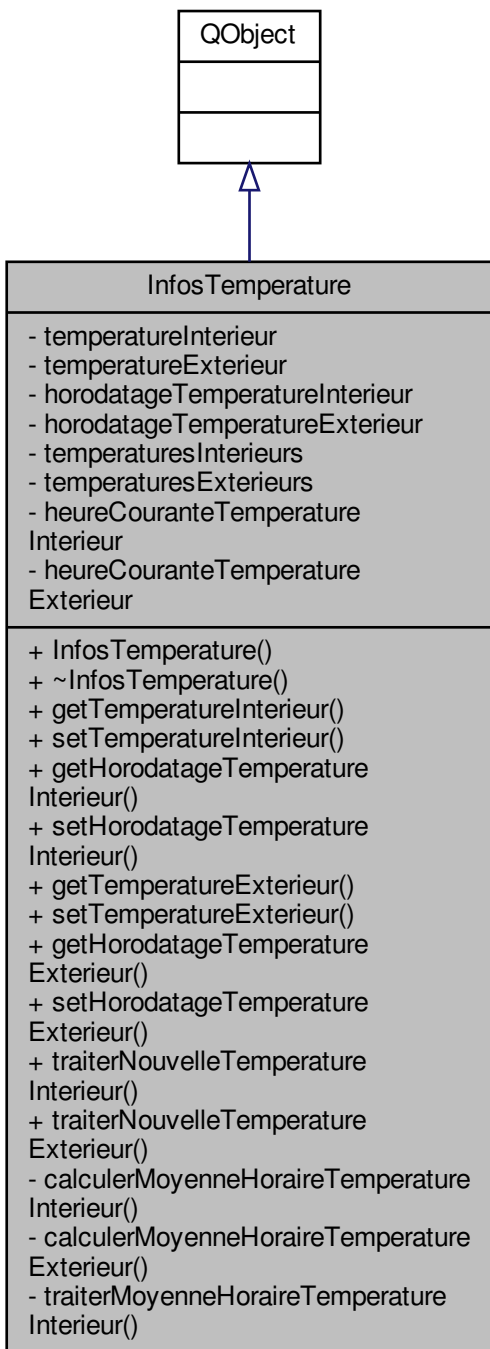 QObject
InfosTemperature
- temperatureInterieur
- temperatureExterieur
- horodatageTemperatureInterieur
- horodatageTemperatureExterieur
- temperaturesInterieurs
- temperaturesExterieurs
- heureCouranteTemperature
Interieur
- heureCouranteTemperature
Exterieur
+ InfosTemperature()
+ ~InfosTemperature()
+ getTemperatureInterieur()
+ setTemperatureInterieur()
+ getHorodatageTemperature
Interieur()
+ setHorodatageTemperature
Interieur()
+ getTemperatureExterieur()
+ setTemperatureExterieur()
+ getHorodatageTemperature
Exterieur()
+ setHorodatageTemperature
Exterieur()
+ traiterNouvelleTemperature
Interieur()
+ traiterNouvelleTemperature
Exterieur()
- calculerMoyenneHoraireTemperature
Interieur()
- calculerMoyenneHoraireTemperature
Exterieur()
- traiterMoyenneHoraireTemperature
Interieur()